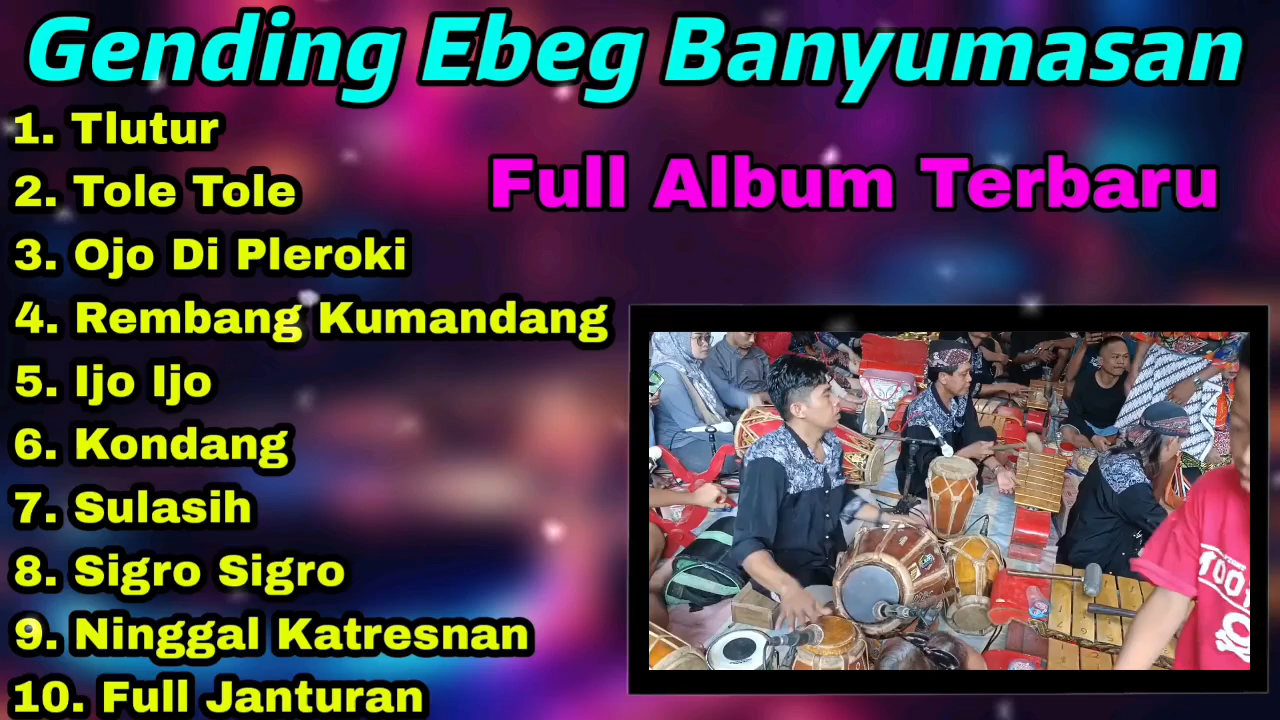 Gending Ebeg Banyumasan
Full Album Terbaru
1. Tlutur
2. Tole Tole
3. Ojo Di Pleroki
4. Rembang Kumandang
5. Ijo Ijo
6. Kondang
7. Sulasih
8. Sigro Sigro
9. Ninggal Katresnan
10. Full Janturan